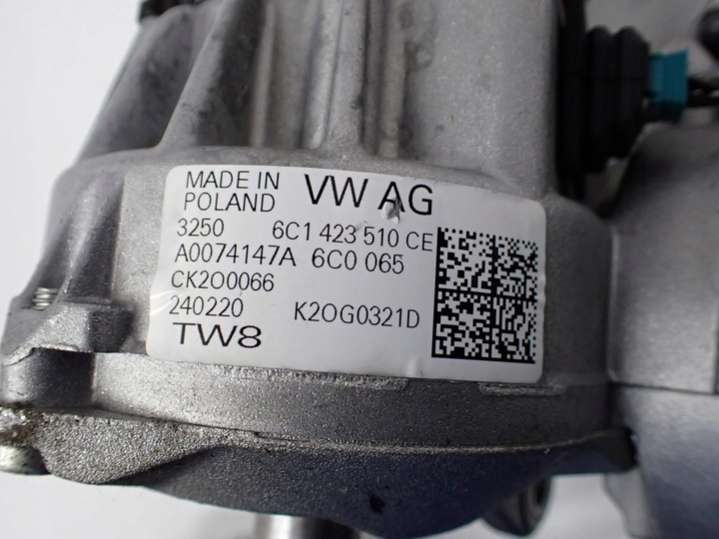 MADE IN POLAND VW AG
3250 6C1 423 510 CE
A0074147A 6C0 065
CK2O0066
240220 K2OG0321D
TW8